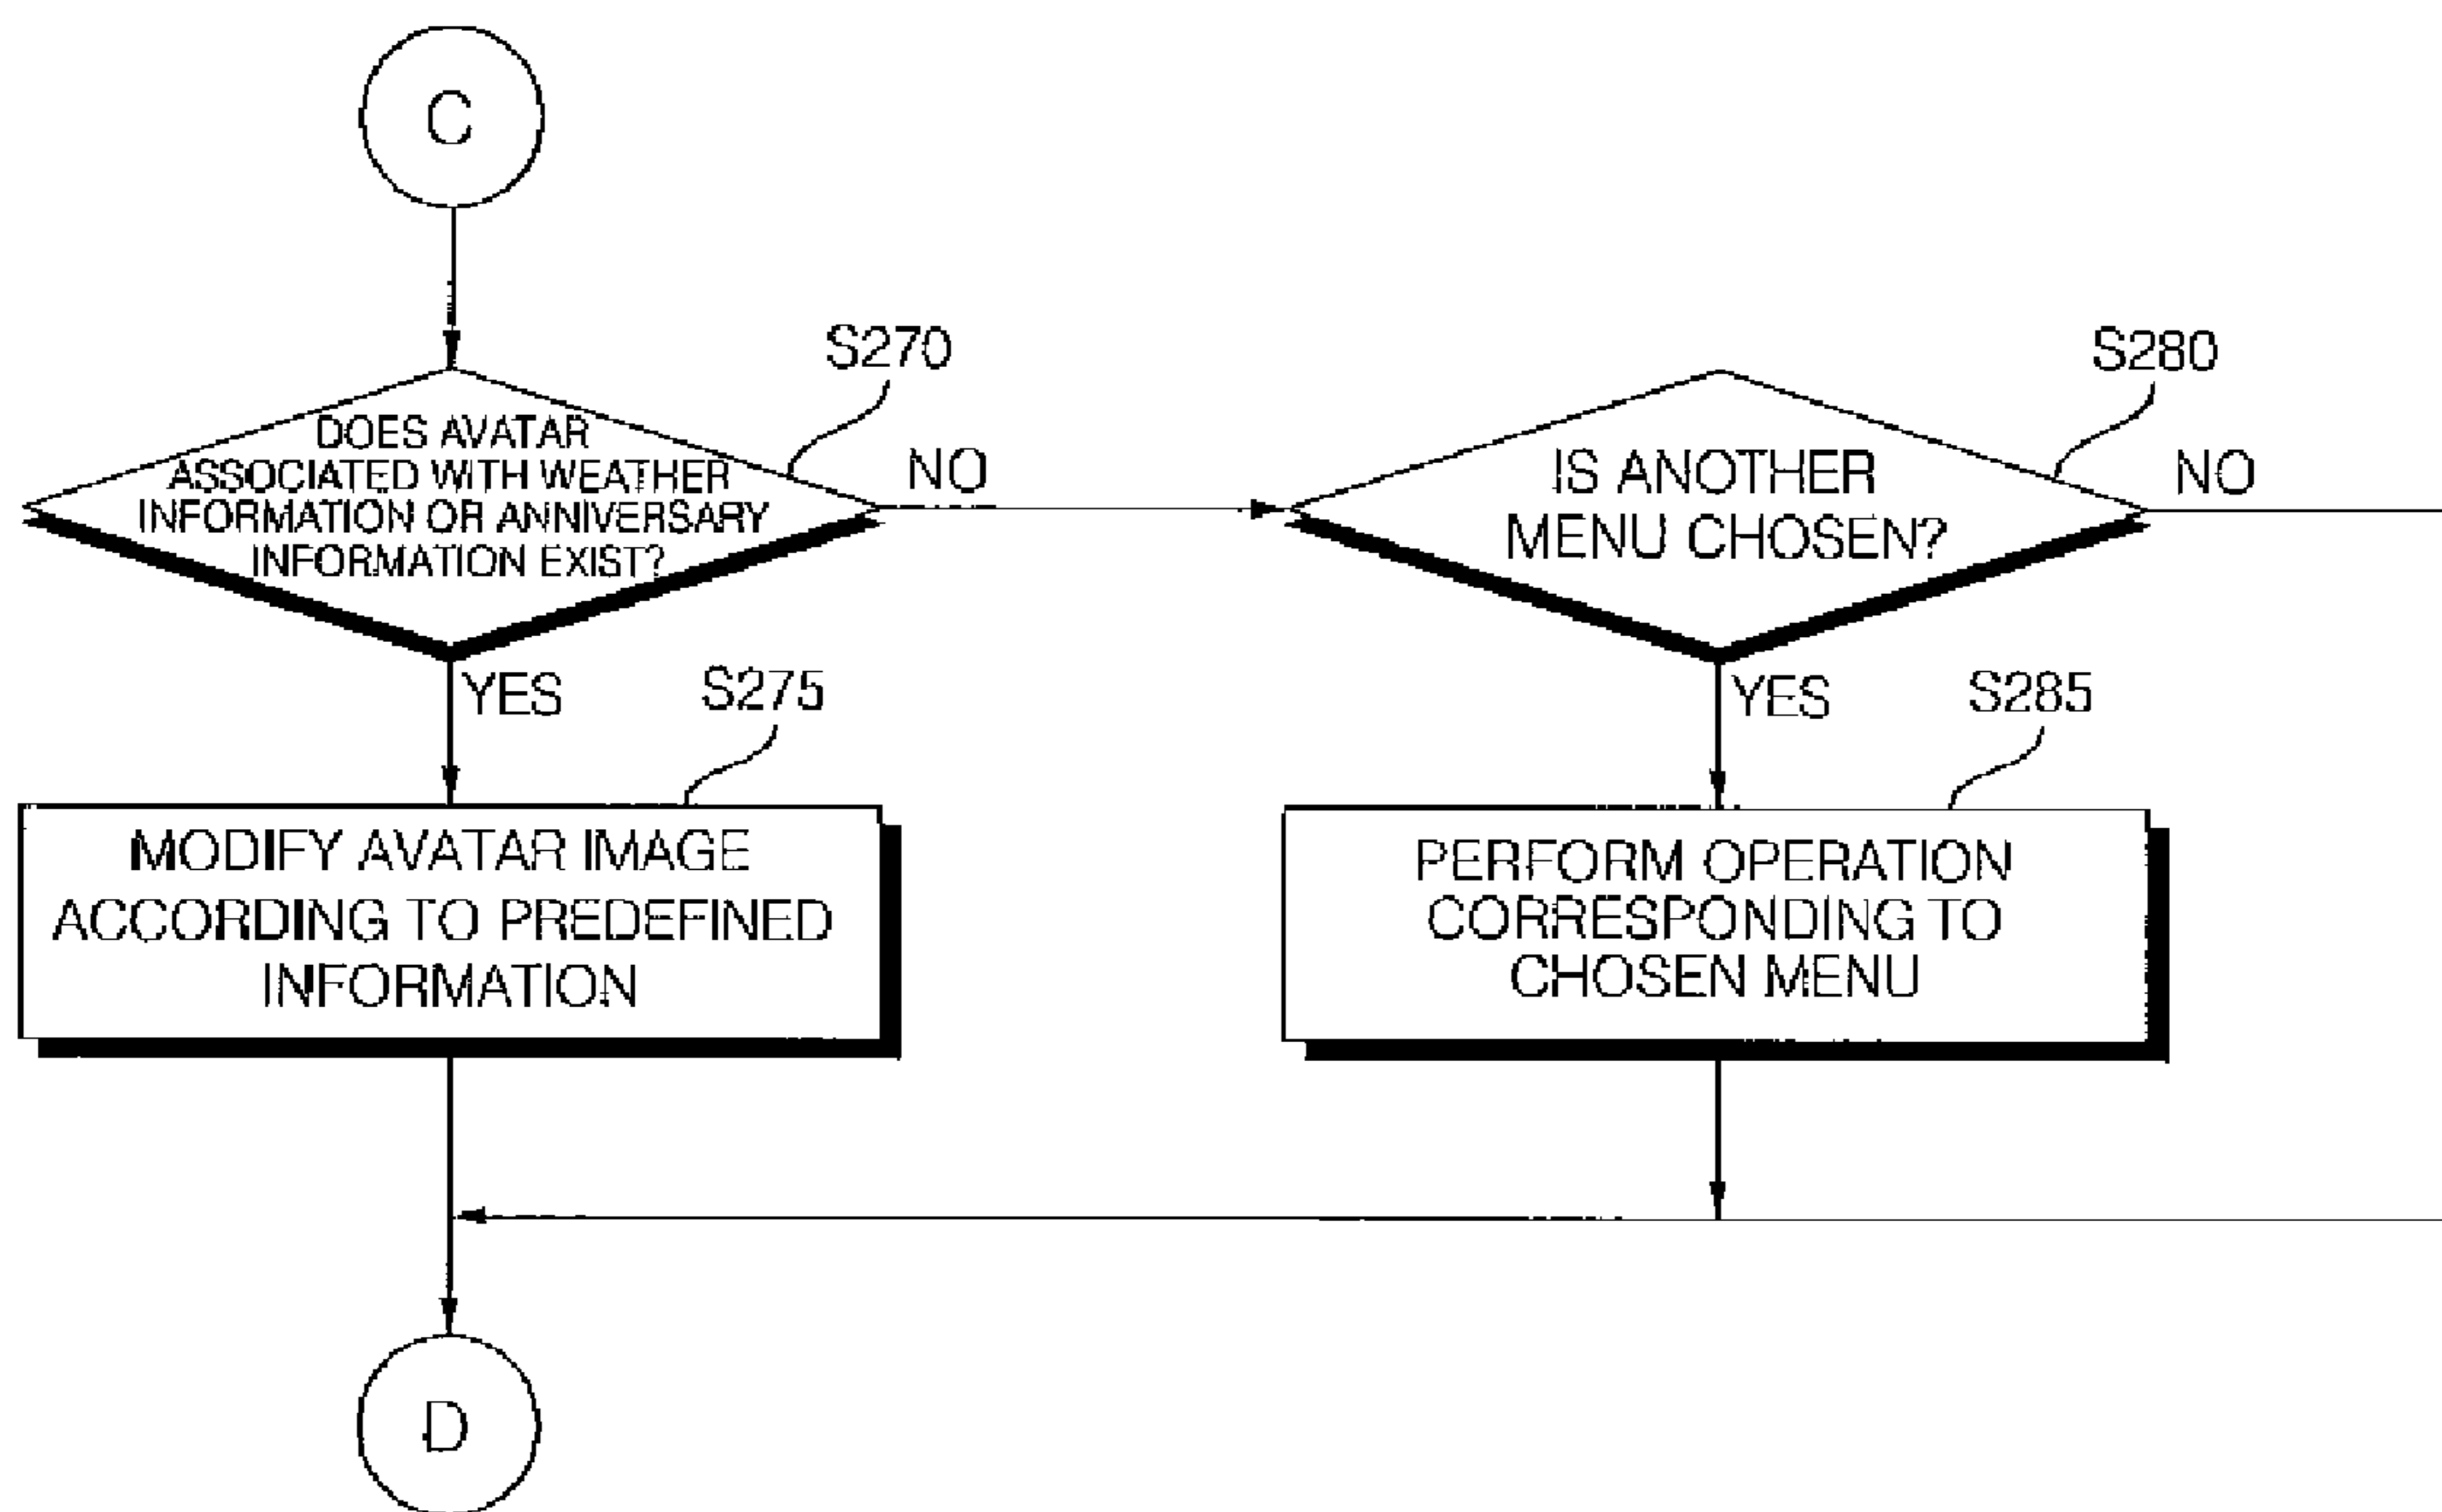 C
S270
DOES AVATAR
ASSOCIATED WITH WEATHER
INFORMATION OR ANNIVERSARY
INFORMATION EXIST?
NO
S280
IS ANOTHER
MENU CHOSEN?
NO
YES
S275
MODIFY AVATAR IMAGE
ACCORDING TO PREDEFINED
INFORMATION
YES
S285
PERFORM OPERATION
CORRESPONDING TO
CHOSEN MENU
D